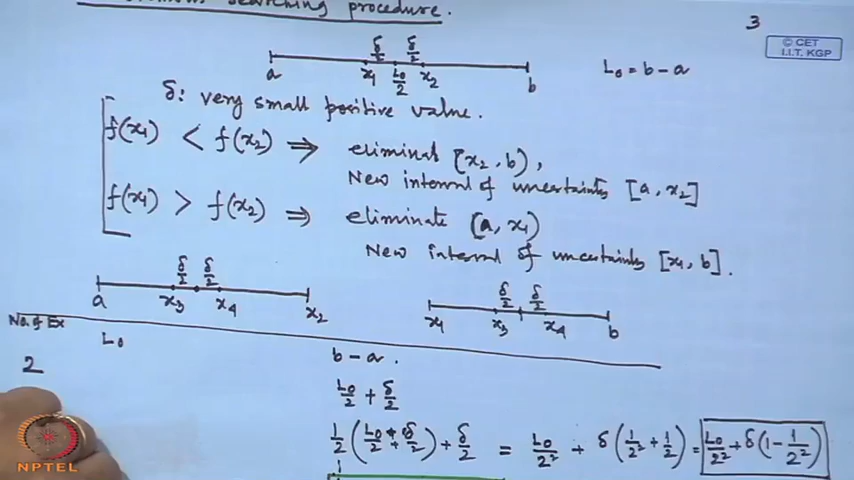 searching procedure.
3
© CET
I.I.T. KGP
δ/2 δ/2
a x₁ L₀/2 x₂ b
L₀ = b - a
δ: very small positive value.
f(x₁) < f(x₂) ⇒ eliminat (x₂, b),
New interval of uncertainty [a, x₂]
f(x₁) > f(x₂) ⇒ eliminate (a, x₁)
New interval of uncertainty [x₁, b].
δ/2 δ/2
a x₃ x₄ x₂
δ/2 δ/2
x₁ x₃ x₄ b
No. of Ex
L₀
b - a.
2
L₀/2 + δ/2
1/2 (L₀/2 + δ/2) + δ/2 = L₀/2² + δ(1/2² + 1/2) = L₀/2² + δ(1 - 1/2²)
NPTEL